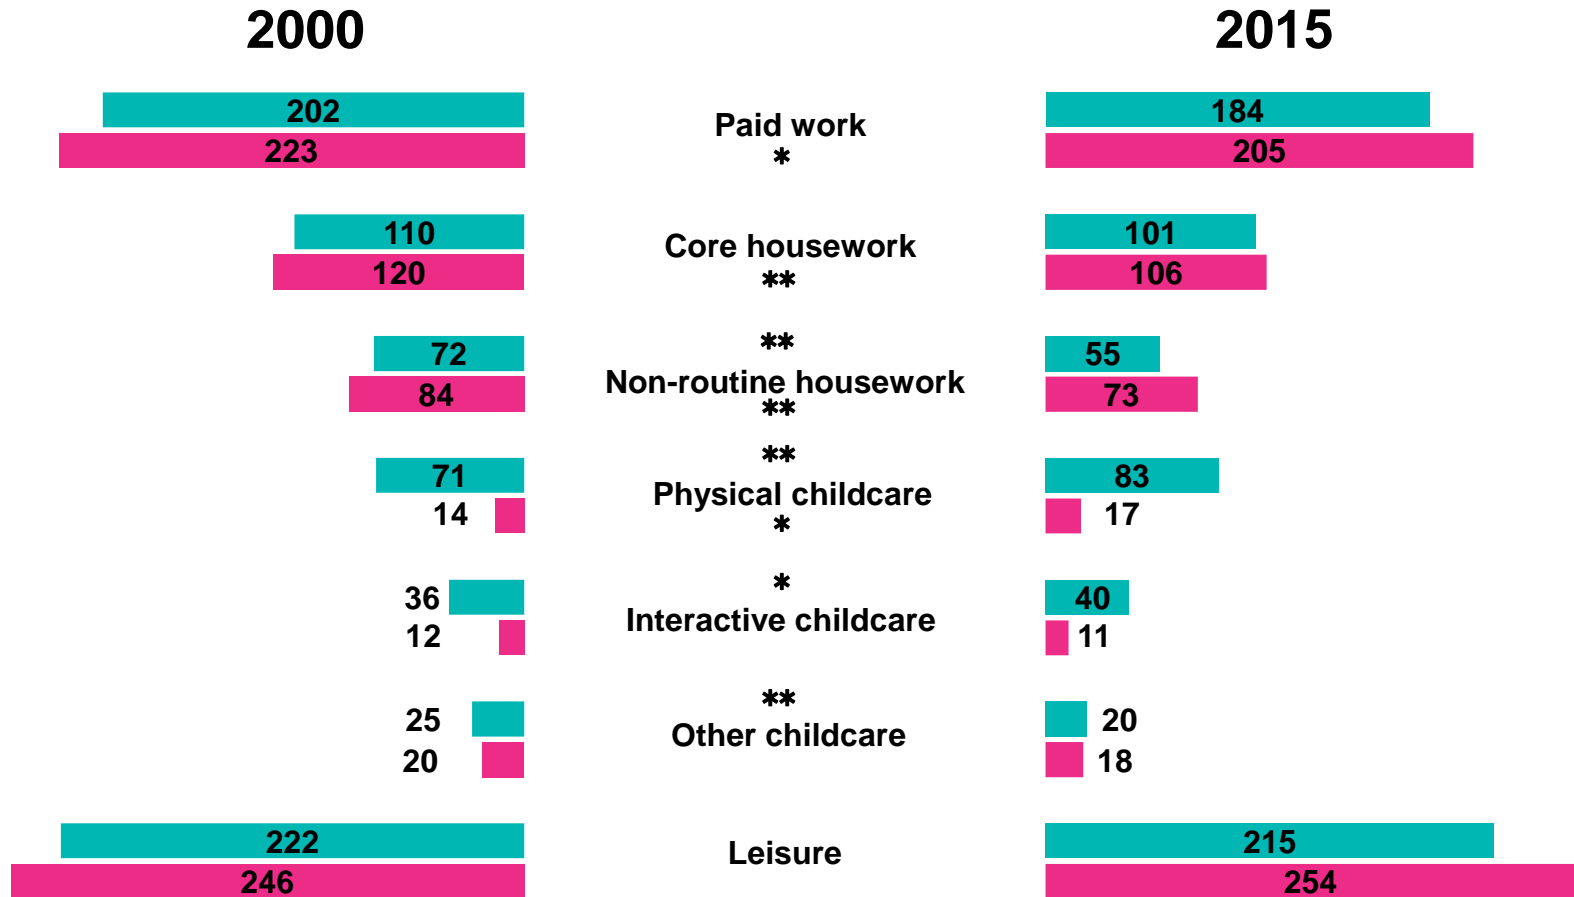 2000 2015
202 Paid work 184
223 * 205
110 Core housework 101
120 ** 106
**
72 55
84 Non-routine housework 73
**
**
71 Physical childcare 83
14 * 17
*
36 40
12 Interactive childcare 11
**
25 Other childcare 20
20 18
222 Leisure 215
246 254